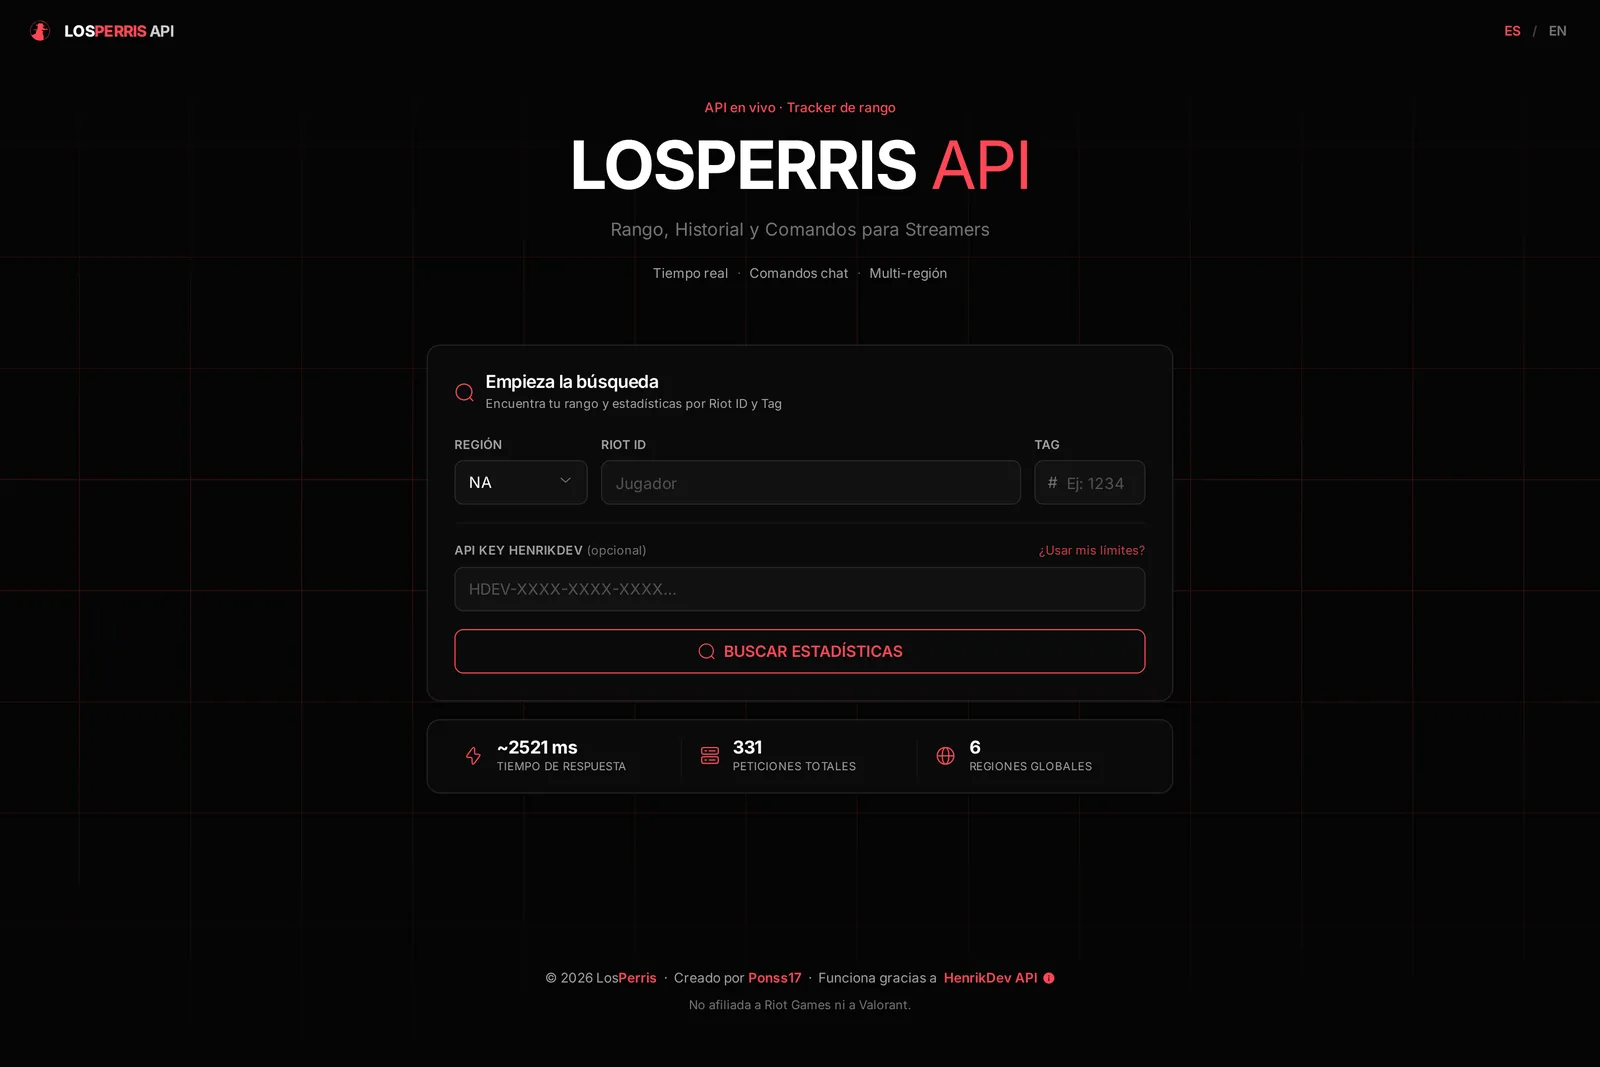 LOSPERRIS API
ES / EN
API en vivo · Tracker de rango
LOSPERRIS API
Rango, Historial y Comandos para Streamers
Tiempo real · Comandos chat · Multi-región
Empieza la búsqueda
Encuentra tu rango y estadísticas por Riot ID y Tag
REGIÓN
RIOT ID
TAG
NA
Jugador
# Ej: 1234
API KEY HENRIKDEV (opcional)
¿Usar mis límites?
HDEV-XXXX-XXXX-XXXX...
BUSCAR ESTADÍSTICAS
~2521 ms
TIEMPO DE RESPUESTA
331
PETICIONES TOTALES
6
REGIONES GLOBALES
© 2026 LosPerris · Creado por Ponss17 · Funciona gracias a HenrikDev API
No afiliada a Riot Games ni a Valorant.